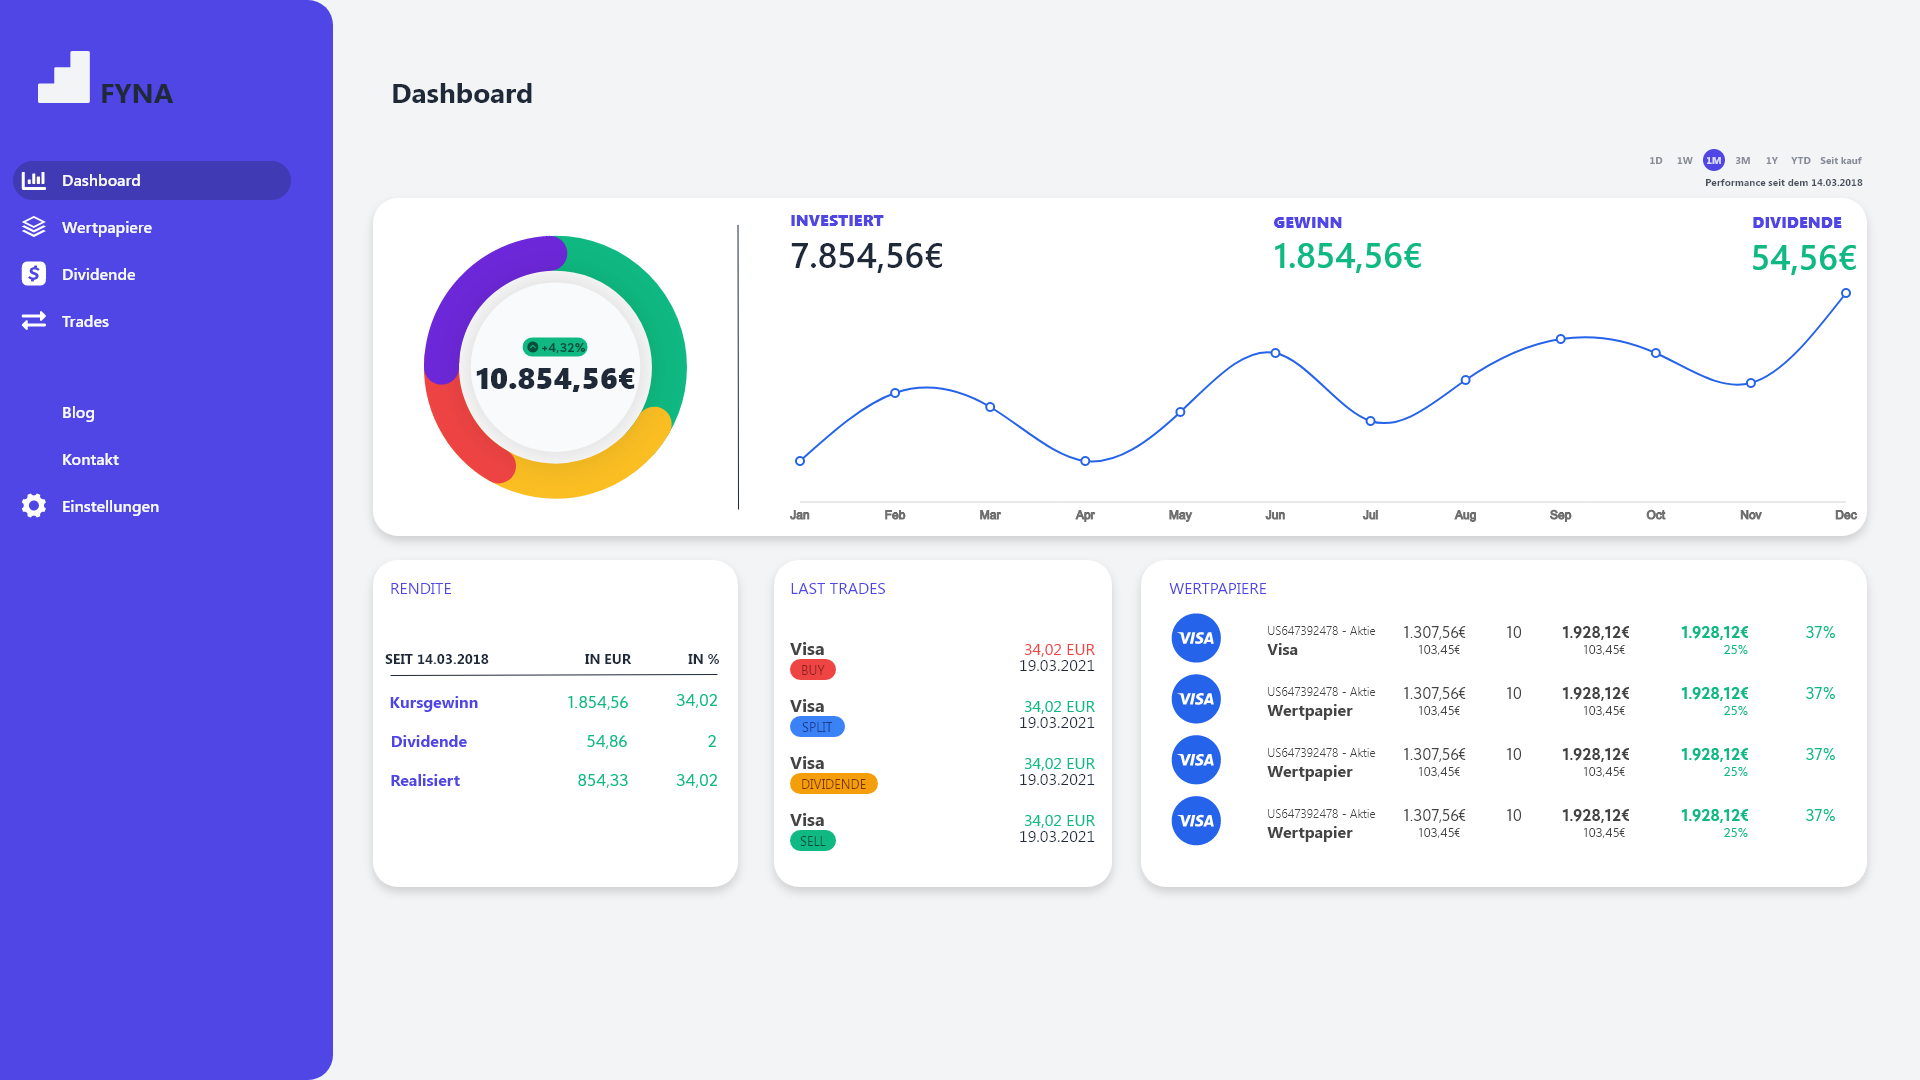 FYNA
Dashboard
Wertpapiere
Dividende
Trades
Blog
Kontakt
Einstellungen
Dashboard
1D 1W 1M 3M 1Y YTD Seit kauf
Performance seit dem 14.03.2018
+4,32%
10.854,56€
INVESTIERT
7.854,56€
GEWINN
1.854,56€
DIVIDENDE
54,56€
Jan Feb Mar Apr May Jun Jul Aug Sep Oct Nov Dec
RENDITE
SEIT 14.03.2018 IN EUR IN %
Kursgewinn 1.854,56 34,02
Dividende 54,86 2
Realisiert 854,33 34,02
LAST TRADES
Visa 34,02 EUR
BUY 19.03.2021
Visa 34,02 EUR
SPLIT 19.03.2021
Visa 34,02 EUR
DIVIDENDE 19.03.2021
Visa 34,02 EUR
SELL 19.03.2021
WERTPAPIERE
VISA
US647392478 - Aktie 1.307,56€ 10 1.928,12€ 1.928,12€ 37%
Visa 103,45€ 103,45€ 25%
VISA
US647392478 - Aktie 1.307,56€ 10 1.928,12€ 1.928,12€ 37%
Wertpapier 103,45€ 103,45€ 25%
VISA
US647392478 - Aktie 1.307,56€ 10 1.928,12€ 1.928,12€ 37%
Wertpapier 103,45€ 103,45€ 25%
VISA
US647392478 - Aktie 1.307,56€ 10 1.928,12€ 1.928,12€ 37%
Wertpapier 103,45€ 103,45€ 25%